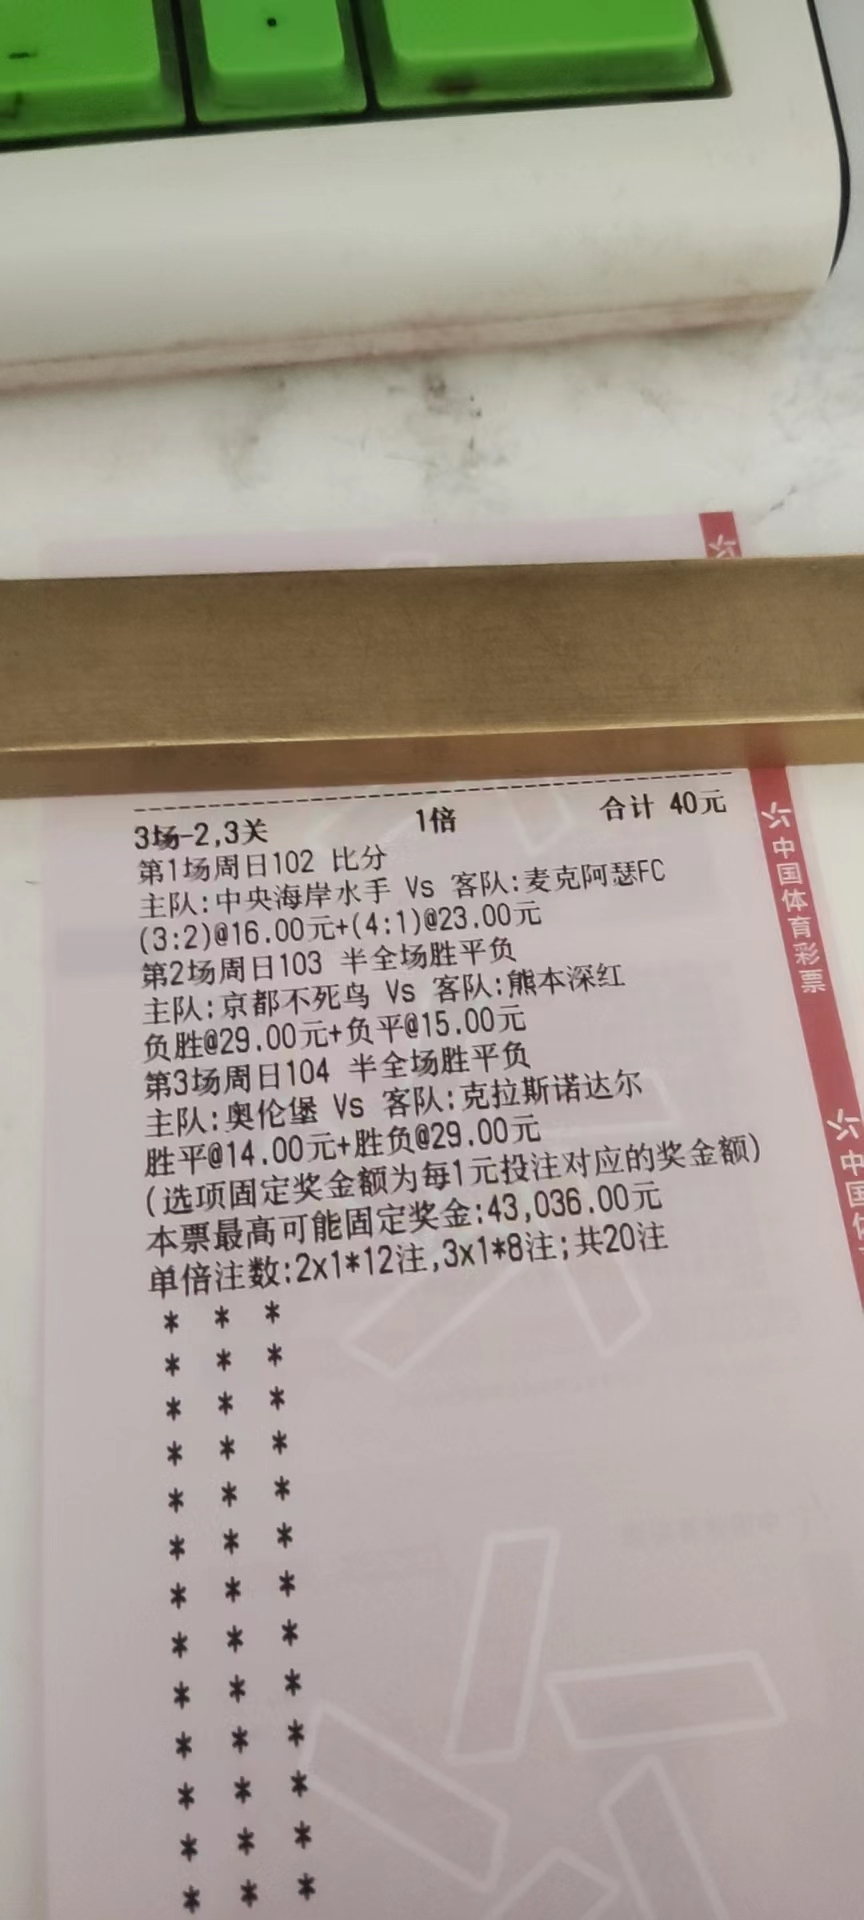 3场-2,3关 1倍 合计 40元
第1场周日102 比分
主队:中央海岸水手 Vs 客队:麦克阿瑟FC
(3:2)@16.00元+(4:1)@23.00元
第2场周日103 半全场胜平负
主队:京都不死鸟 Vs 客队:熊本深红
负胜@29.00元+负平@15.00元
第3场周日104 半全场胜平负
主队:奥伦堡 Vs 客队:克拉斯诺达尔
胜平@14.00元+胜负@29.00元
(选项固定奖金额为每1元投注对应的奖金额)
本票最高可能固定奖金:43,036.00元
单倍注数:2x1*12注,3x1*8注;共20注
* * *
* * *
* * *
* * *
* * *
* * *
* * *
* * *
* * *
* * *
* * *
* * *
* * *
中国体育彩票
中国体